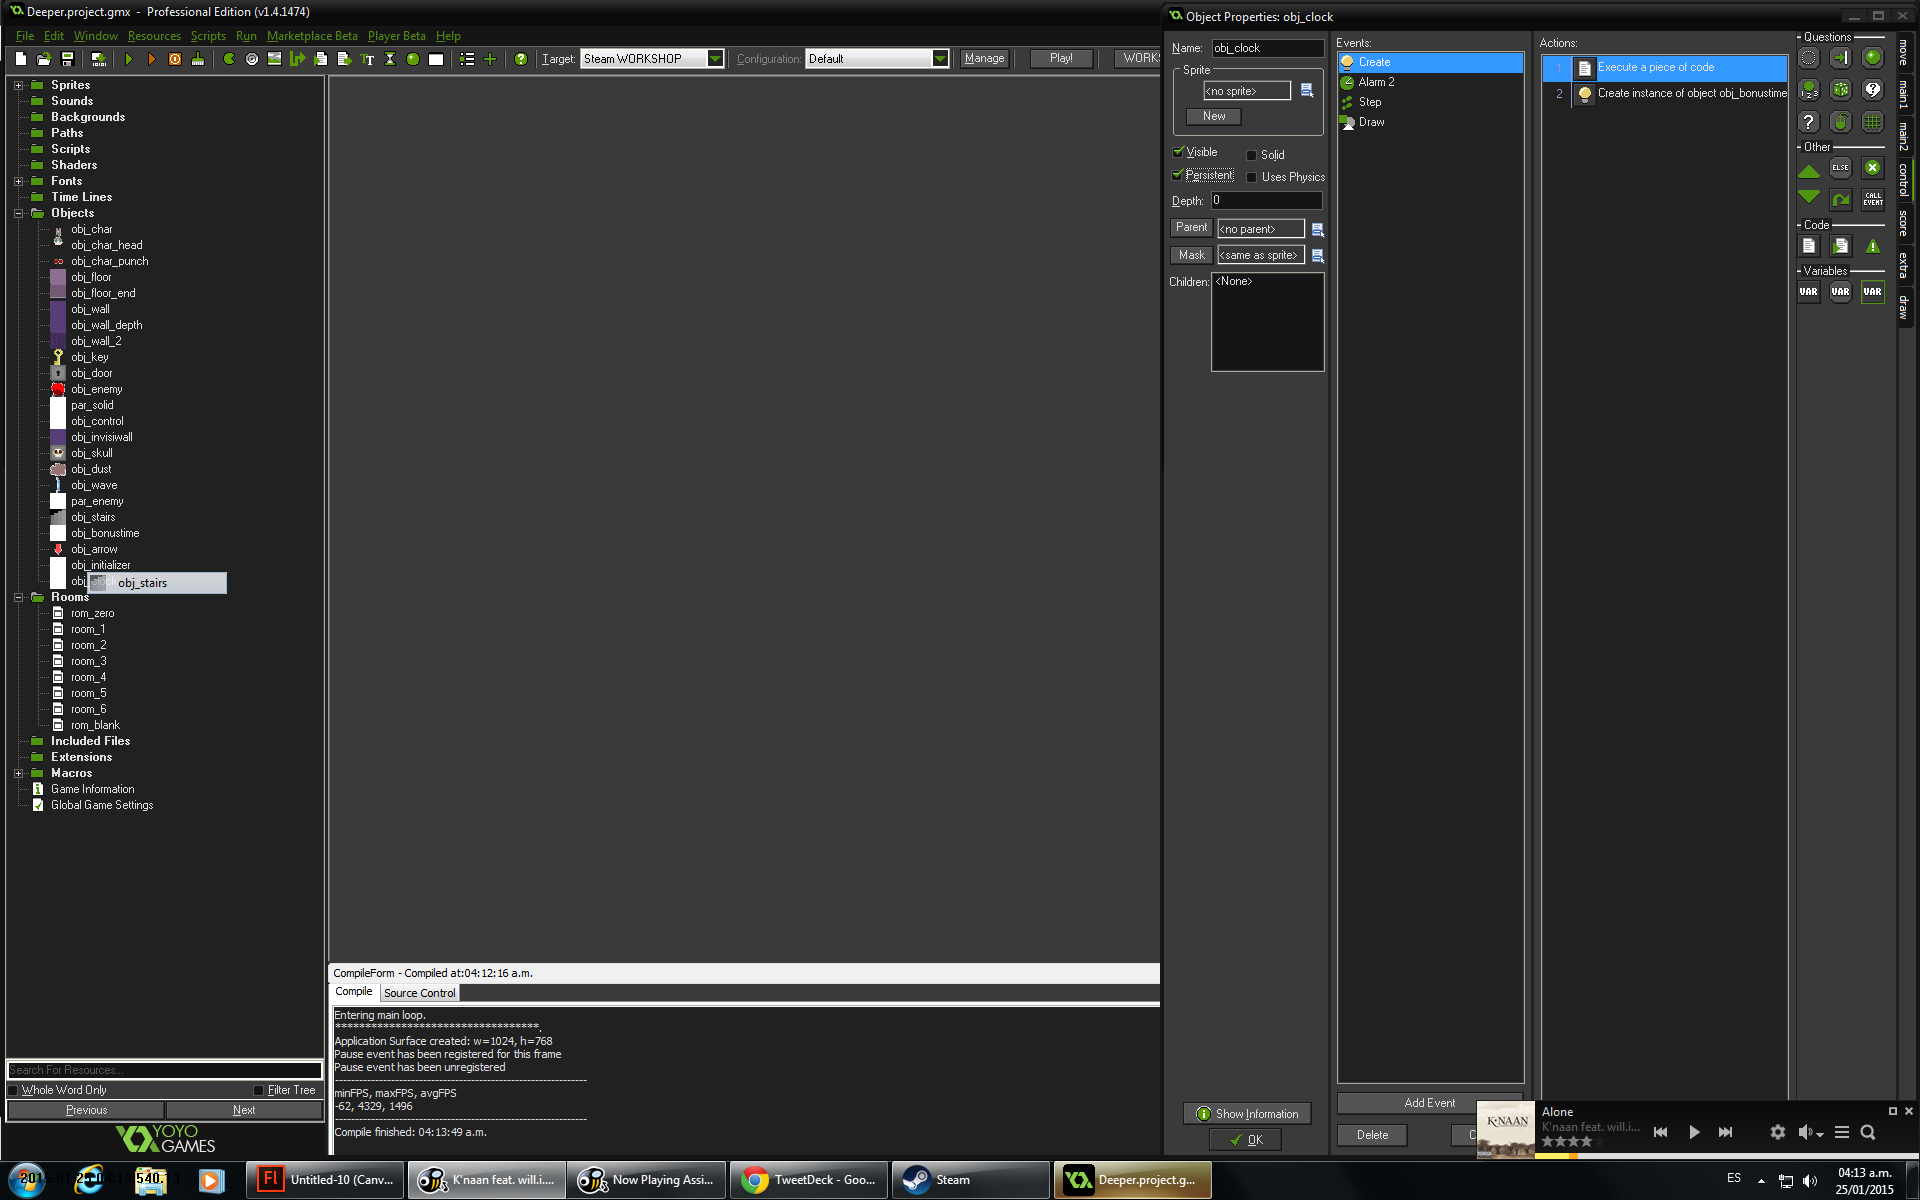 Deeper.project.gmx - Professional Edition (v1.4.1474)
File Edit Window Resources Scripts Run Marketplace Beta Player Beta Help
Target: Steam WORKSHOP Configuration: Default Manage Play! WORKS
Sprites
Sounds
Backgrounds
Paths
Scripts
Shaders
Fonts
Time Lines
Objects
obj_char
obj_char_head
obj_char_punch
obj_floor
obj_floor_end
obj_wall
obj_wall_depth
obj_wall_2
obj_key
obj_door
obj_enemy
par_solid
obj_control
obj_invisiwall
obj_skull
obj_dust
obj_wave
par_enemy
obj_stairs
obj_bonustime
obj_arrow
obj_initializer
obj_stairs
Rooms
rom_zero
room_1
room_2
room_3
room_4
room_5
room_6
rom_blank
Included Files
Extensions
Macros
Game Information
Global Game Settings
Search For Resources...
Whole Word Only Filter Tree
Previous Next
YOYO
GAMES
CompileForm - Compiled at:04:12:16 a.m.
Compile Source Control
Entering main loop.
**********************************.
Application Surface created: w=1024, h=768
Pause event has been registered for this frame
Pause event has been unregistered
minFPS, maxFPS, avgFPS
-62, 4329, 1496
Compile finished: 04:13:49 a.m.
Object Properties: obj_clock
Name: obj_clock
Sprite
<no sprite>
New
Visible Solid
Persistent Uses Physics
Depth: 0
Parent <no parent>
Mask <same as sprite>
Children: <None>
Show Information
OK
Events:
Create
Alarm 2
Step
Draw
Add Event
Delete
Actions:
1 Execute a piece of code
2 Create instance of object obj_bonustime
Questions
Other
ELSE
CALL
EVENT
Code
Variables
VAR VAR VAR
move
main1
main2
control
score
extra
draw
K'NAAN
Alone
K'naan feat. will.i...
Untitled-10 (Canv...
K'naan feat. will.i....
Now Playing Assi...
TweetDeck - Goo...
Steam
Deeper.project.g...
ES
04:13 a.m.
25/01/2015